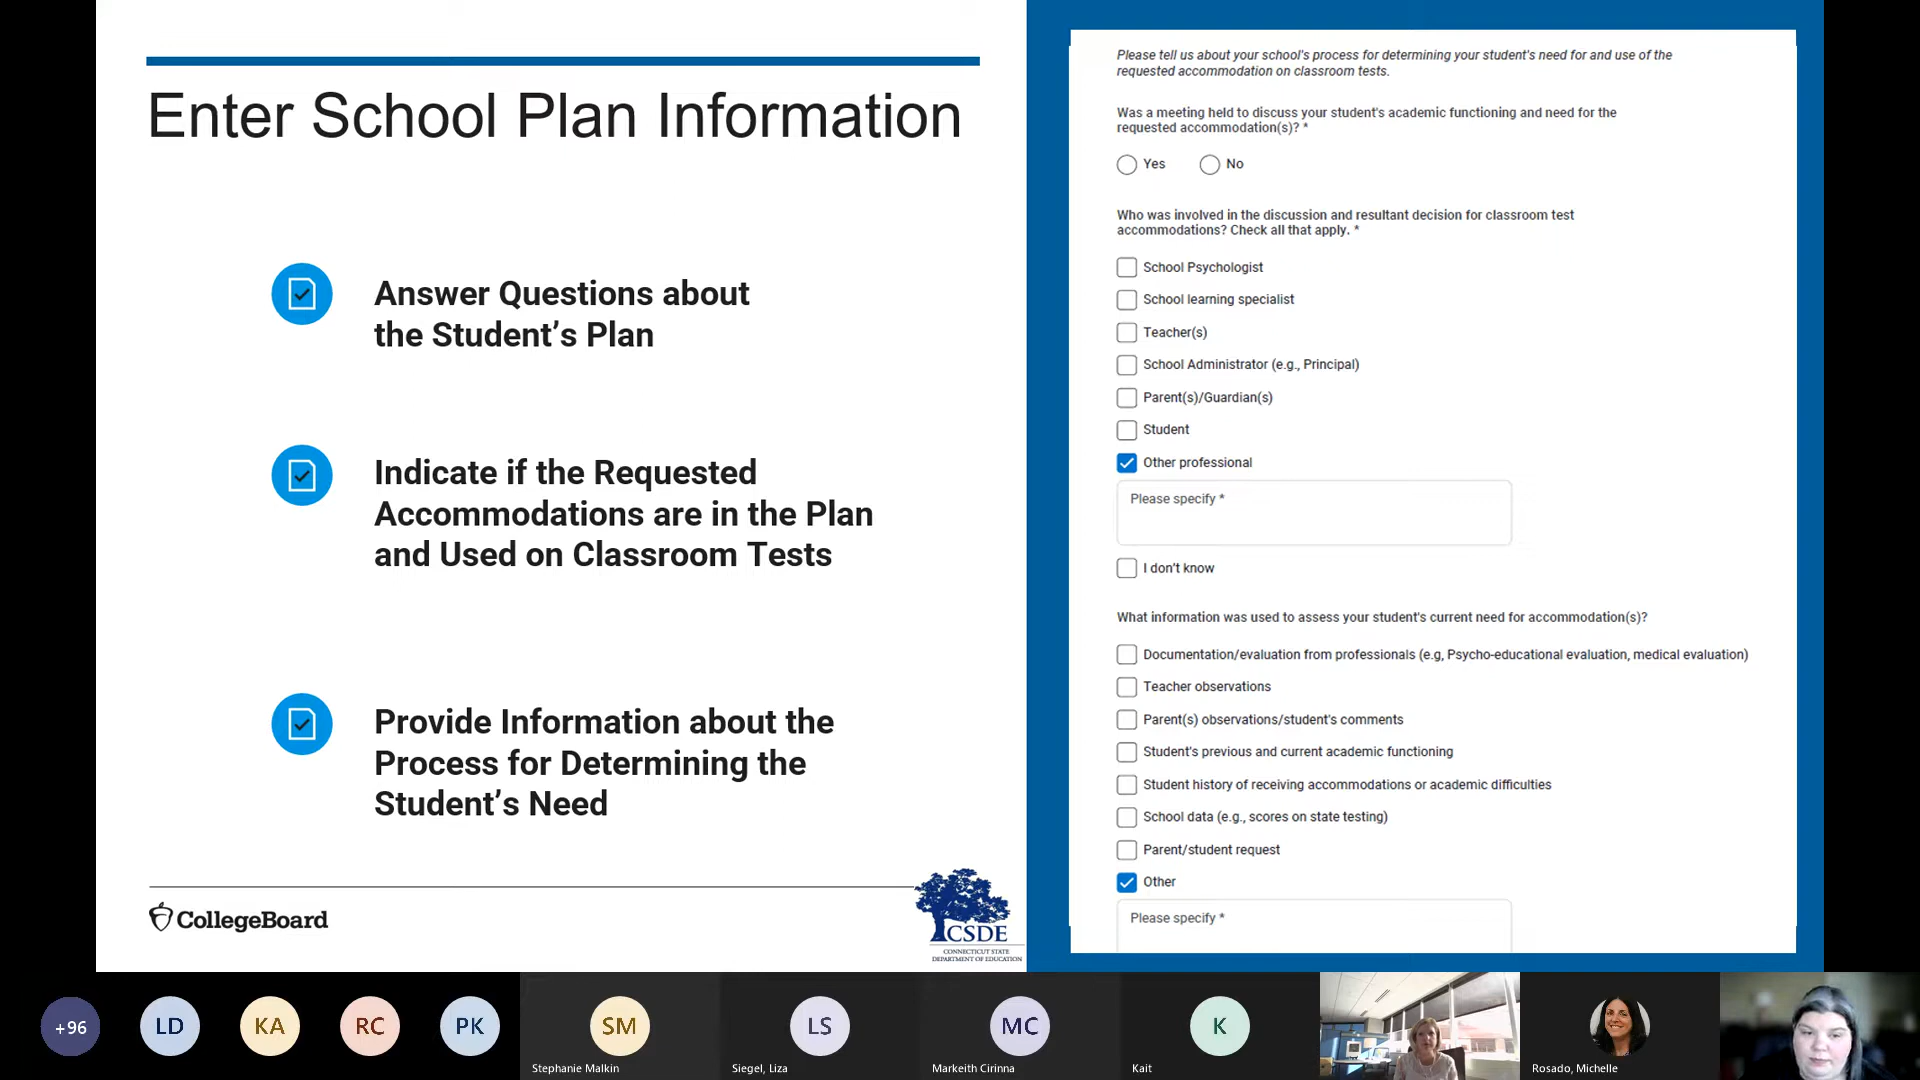 Enter School Plan Information
Answer Questions about
the Student’s Plan
Indicate if the Requested
Accommodations are in the Plan
and Used on Classroom Tests
Provide Information about the
Process for Determining the
Student’s Need
CollegeBoard
CSDE
CONNECTICUT STATE
DEPARTMENT OF EDUCATION
Please tell us about your school's process for determining your student's need for and use of the
requested accommodation on classroom tests.
Was a meeting held to discuss your student's academic functioning and need for the
requested accommodation(s)? *
Yes No
Who was involved in the discussion and resultant decision for classroom test
accommodations? Check all that apply. *
School Psychologist
School learning specialist
Teacher(s)
School Administrator (e.g., Principal)
Parent(s)/Guardian(s)
Student
Other professional
Please specify *
I don't know
What information was used to assess your student's current need for accommodation(s)?
Documentation/evaluation from professionals (e.g, Psycho-educational evaluation, medical evaluation)
Teacher observations
Parent(s) observations/student's comments
Student's previous and current academic functioning
Student history of receiving accommodations or academic difficulties
School data (e.g., scores on state testing)
Parent/student request
Other
Please specify *
+96 LD KA RC PK SM LS MC K
Stephanie Malkin Siegel, Liza Markeith Cirinna Kait Rosado, Michelle